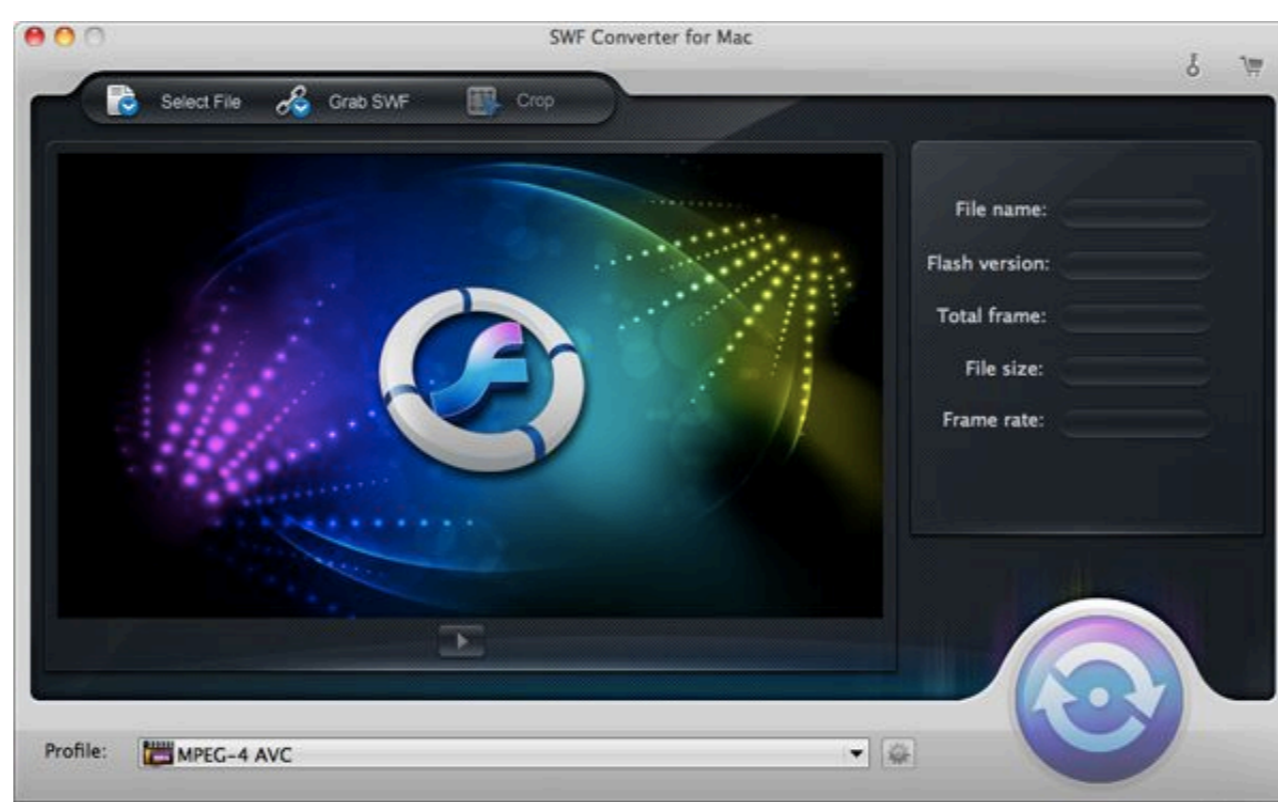 SWF Converter for Mac
Select File Grab SWF Crop
File name:
Flash version:
Total frame:
File size:
Frame rate:
Profile: MPEG-4 AVC